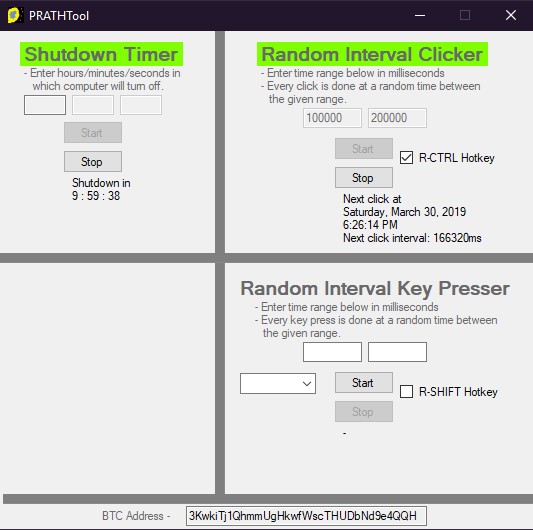 PRATHTool
Shutdown Timer
- Enter hours/minutes/seconds in
which computer will turn off.
Start
Stop
Shutdown in
9 : 59 : 38
Random Interval Clicker
- Enter time range below in milliseconds
- Every click is done at a random time between
the given range.
100000 200000
Start
R-CTRL Hotkey
Stop
Next click at
Saturday, March 30, 2019
6:26:14 PM
Next click interval: 166320ms
Random Interval Key Presser
- Enter time range below in milliseconds
- Every key press is done at a random time between
the given range.
Start
R-SHIFT Hotkey
Stop
-
BTC Address - 3KwkiTj1QhmmUgHkwfWscTHUDbNd9e4QQH